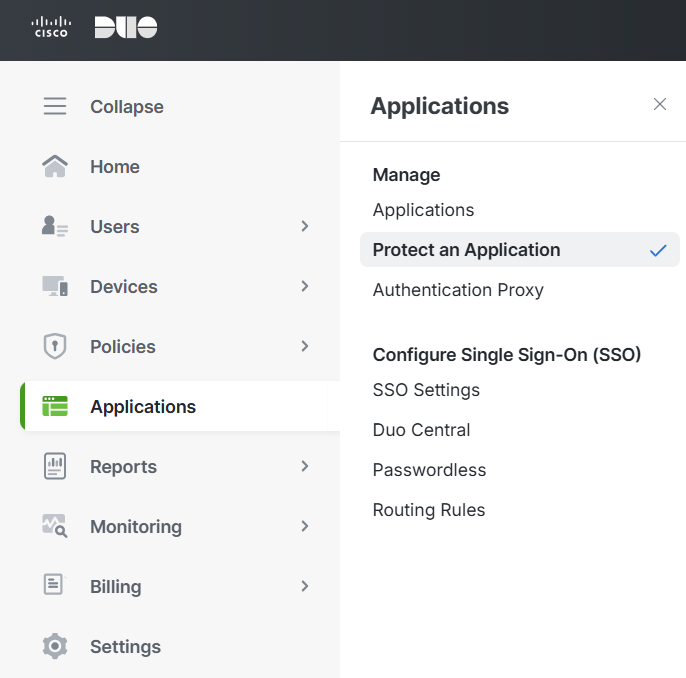 CISCO DUO
Collapse
Home
Users
Devices
Policies
Applications
Reports
Monitoring
Billing
Settings
Applications
Manage
Applications
Protect an Application
Authentication Proxy
Configure Single Sign-On (SSO)
SSO Settings
Duo Central
Passwordless
Routing Rules